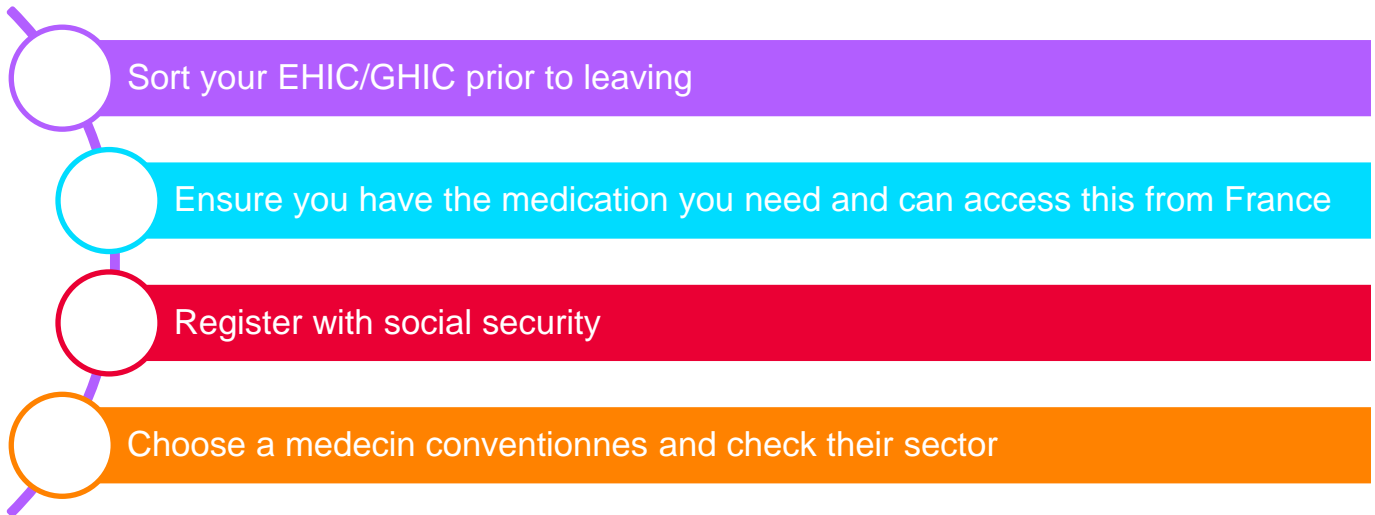 Sort your EHIC/GHIC prior to leaving
Ensure you have the medication you need and can access this from France
Register with social security
Choose a medecin conventionnes and check their sector